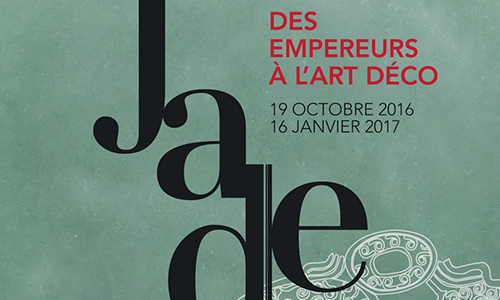 Jade
DES
EMPEREURS
À L'ART DÉCO
19 OCTOBRE 2016
16 JANVIER 2017